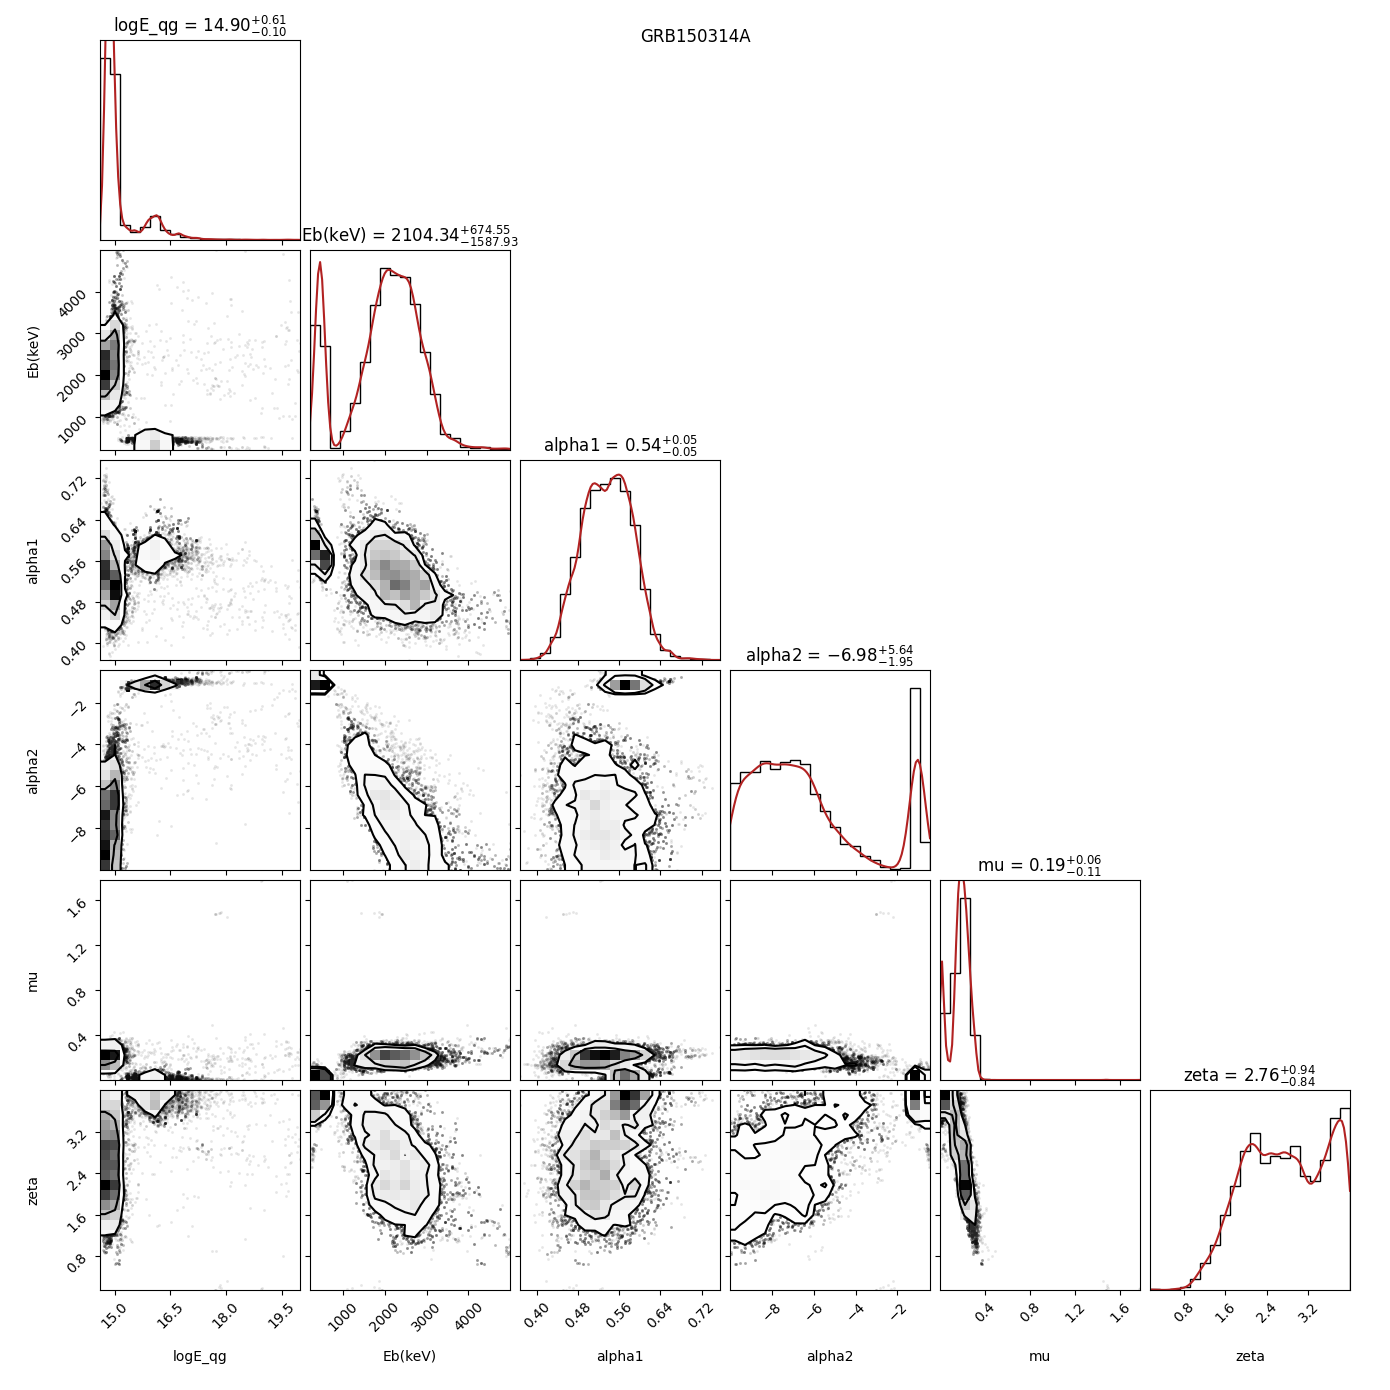 logE_qg = 14.90+0.61−0.10
GRB150314A
Eb(keV) = 2104.34+674.55−1587.93
4000
3000
2000
1000
Eb(keV)
alpha1 = 0.54+0.05−0.05
0.72
0.64
0.56
0.48
0.40
alpha1
alpha2 = −6.98+5.64−1.95
−2
−4
−6
−8
alpha2
mu = 0.19+0.06−0.11
1.6
1.2
0.8
0.4
mu
zeta = 2.76+0.94−0.84
3.2
2.4
1.6
0.8
zeta
15.0 16.5 18.0 19.5 1000 2000 3000 4000 0.40 0.48 0.56 0.64 0.72 −8 −6 −4 −2 0.4 0.8 1.2 1.6 0.8 1.6 2.4 3.2
logE_qg Eb(keV) alpha1 alpha2 mu zeta